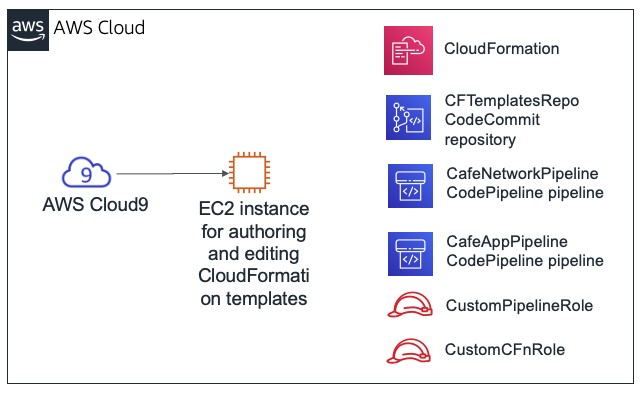 aws
AWS Cloud
CloudFormation
CFTemplatesRepo
CodeCommit
repository
CafeNetworkPipeline
CodePipeline pipeline
9
AWS Cloud9
EC2 instance
for authoring
and editing
CloudFormati
on templates
CafeAppPipeline
CodePipeline pipeline
CustomPipelineRole
CustomCFnRole